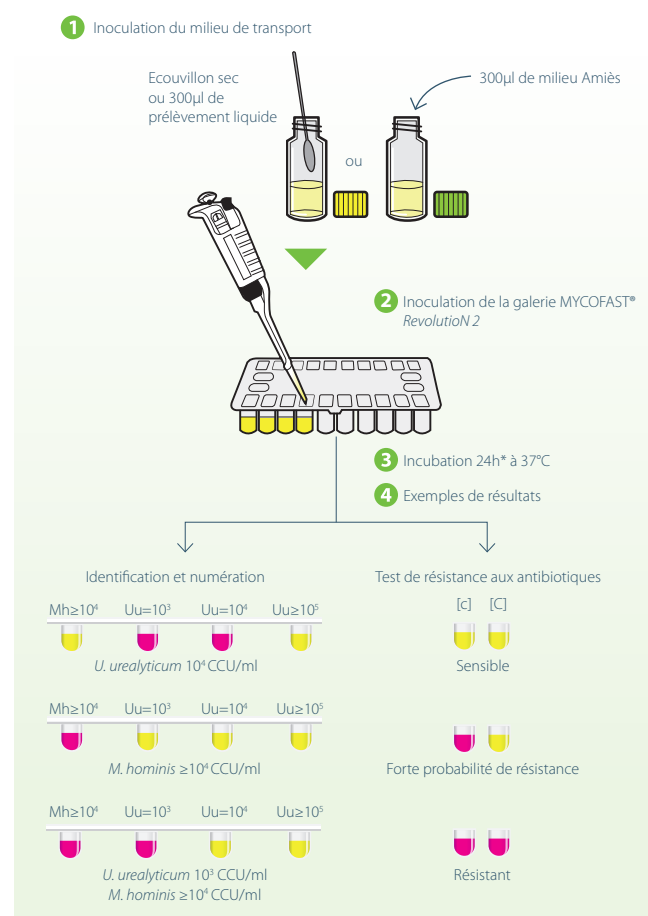 1 Inoculation du milieu de transport
Ecouvillon sec
ou 300µl de
prélèvement liquide
ou
300µl de milieu Amiès
2 Inoculation de la galerie MYCOFAST®
RevolutioN 2
3 Incubation 24h* à 37°C
4 Exemples de résultats
Identification et numération
Mh≥10⁴ Uu=10³ Uu=10⁴ Uu≥10⁵
U. urealyticum 10⁴ CCU/ml
Mh≥10⁴ Uu=10³ Uu=10⁴ Uu≥10⁵
M. hominis ≥10⁴ CCU/ml
Mh≥10⁴ Uu=10³ Uu=10⁴ Uu≥10⁵
U. urealyticum 10³ CCU/ml
M. hominis ≥10⁴ CCU/ml
Test de résistance aux antibiotiques
[c] [C]
Sensible
Forte probabilité de résistance
Résistant